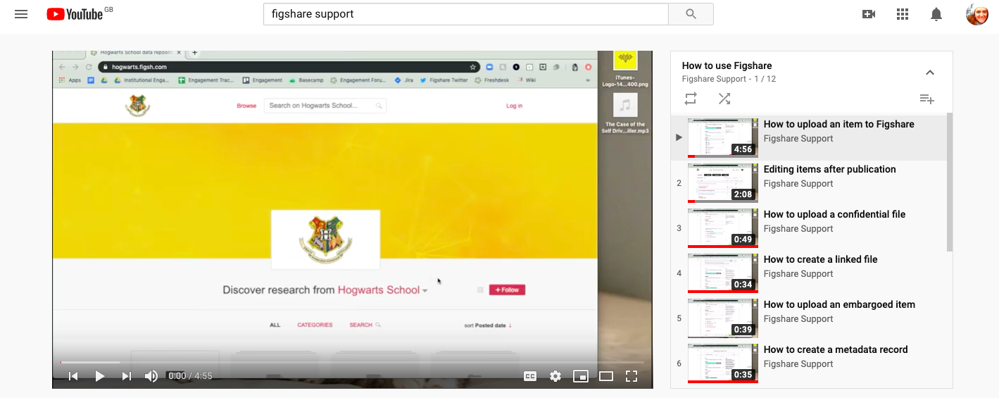 YouTube GB
figshare support
Hogwarts School data reposito
hogwarts.figsh.com
Apps
Institutional Enga...
Engagement Trac...
Engagement
Basecamp
Engagement Foru...
Jira
Figshare Twitter
Freshdesk
Wiki
»
Browse
Search on Hogwarts School...
Log in
iTunes-
Logo-14...400.png
The Case of the
Self Driv...iller.mp3
H
Discover research from Hogwarts School
+ Follow
ALL
CATEGORIES
SEARCH
sort Posted date
0:00 / 4:55
CC
How to use Figshare
Figshare Support - 1 / 12
4:56
How to upload an item to Figshare
Figshare Support
2
2:08
Editing items after publication
Figshare Support
3
0:49
How to upload a confidential file
Figshare Support
4
0:34
How to create a linked file
Figshare Support
5
0:39
How to upload an embargoed item
Figshare Support
6
0:35
How to create a metadata record
Figshare Support